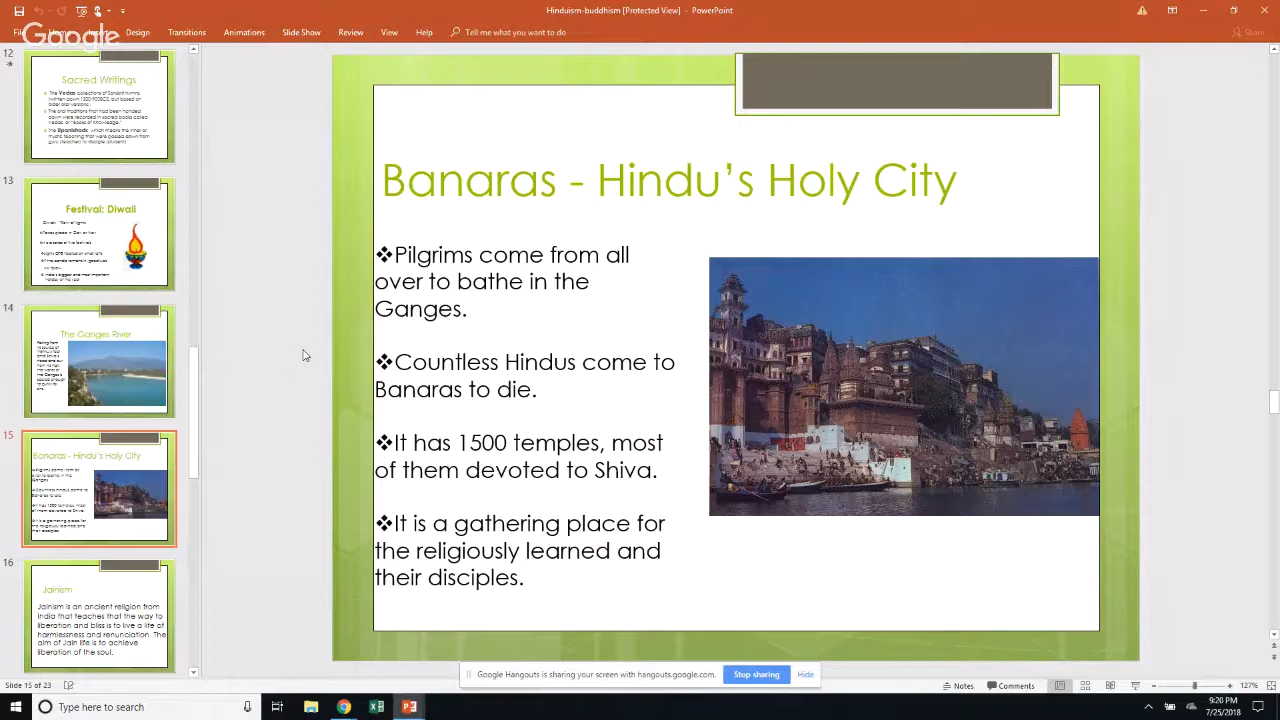 Hinduism-buddhism [Protected View] - PowerPoint
Google
Design Transitions Animations Slide Show Review View Help Tell me what you want to do Share
12
Sacred Writings
13
Festival: Diwali
14
The Ganges River
15
Banaras - Hindu's Holy City
16
Jainism
Jainism is an ancient religion from
India that teaches that the way to
liberation and bliss is to live a life of
harmlessness and renunciation. The
aim of Jain life is to achieve
liberation of the soul.
Banaras - Hindu's Holy City
❖Pilgrims come from all
over to bathe in the
Ganges.
❖Countless Hindus come to
Banaras to die.
❖It has 1500 temples, most
of them devoted to Shiva.
❖It is a gathering place for
the religiously learned and
their disciples.
Google Hangouts is sharing your screen with hangouts.google.com. Stop sharing Hide
Slide 15 of 23 Notes Comments 127%
Type here to search
9:20 PM
7/25/2018